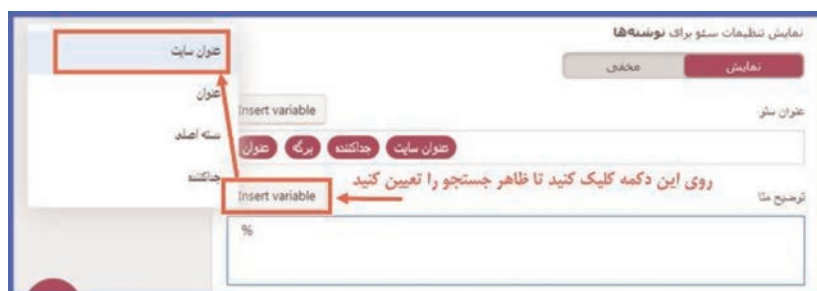 نمایش تنظیمات سئو برای نوشته‌ها
نمایش
مخفی
عنوان سئو
Insert variable
عنوان سایت
جداکننده
برگه
عنوان
روی این دکمه کلیک کنید تا ظاهر جستجو را تعیین کنید
توضیح متا
Insert variable
%
عنوان سایت
عنوان
دسته اصلی
جداکننده